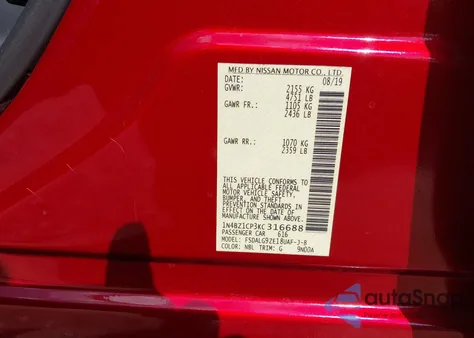 MFD BY NISSAN MOTOR CO., LTD.
DATE: 08/19
GVWR: 2155 KG
4751 LB
GAWR FR.: 1105 KG
2436 LB
GAWR RR.: 1070 KG
2359 LB
THIS VEHICLE CONFORMS TO
ALL APPLICABLE FEDERAL
MOTOR VEHICLE SAFETY,
BUMPER, AND THEFT
PREVENTION STANDARDS IN
EFFECT ON THE DATE OF
MANUFACTURE SHOWN ABOVE.
1N4BZ1CP3KC316688
PASSENGER CAR 616
MODEL: FSDALG9ZE18UAF-J-B
COLOR: NBL TRIM: G 9N00A
autoSnap